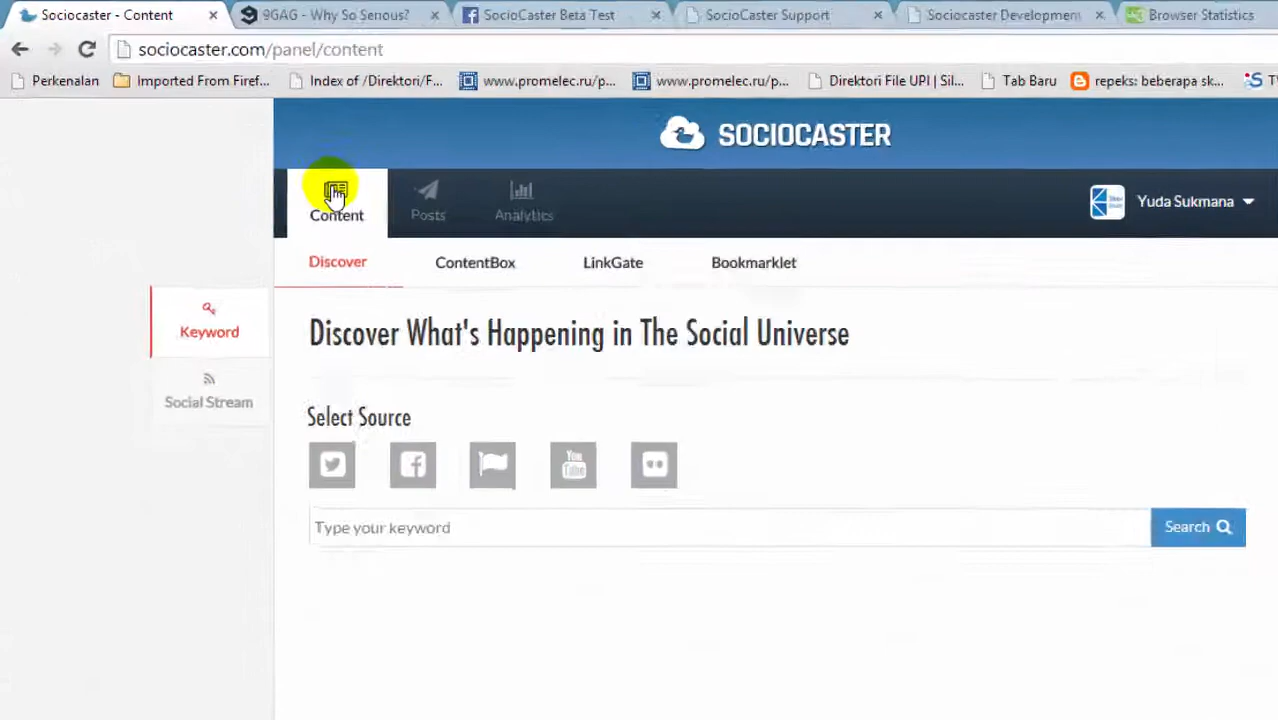 Sociocaster - Content
9GAG - Why So Serious?
SocioCaster Beta Test
SocioCaster Support
Sociocaster Development
Browser Statistics
sociocaster.com/panel/content
Perkenalan
Imported From Firef...
Index of /Direktori/F...
www.promelec.ru/p...
www.promelec.ru/p...
Direktori File UPI | Sil...
Tab Baru
repeks: beberapa sk...
SOCIOCASTER
Content
Posts
Analytics
Yuda Sukmana
Discover
ContentBox
LinkGate
Bookmarklet
Keyword
Social Stream
Discover What's Happening in The Social Universe
Select Source
You
Tube
Type your keyword
Search